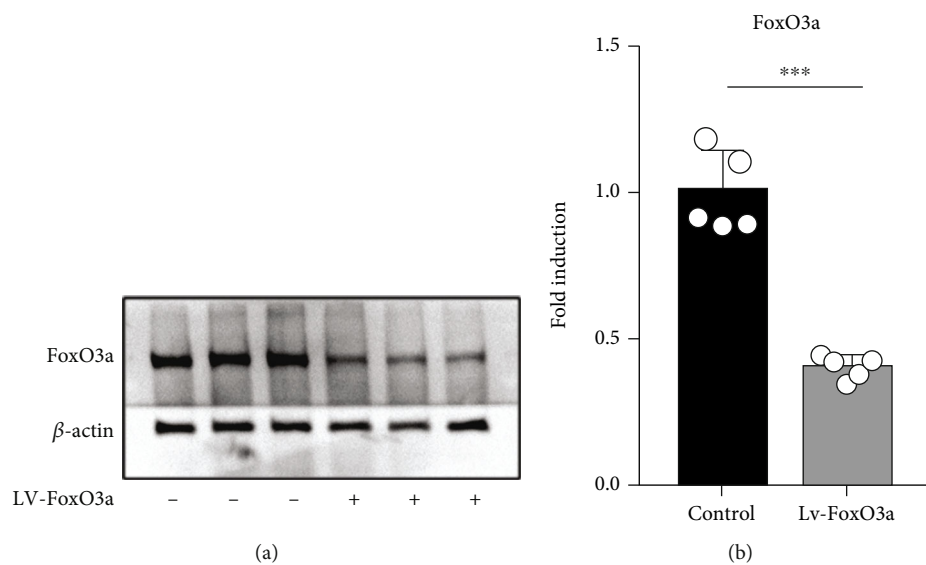 FoxO3a
β-actin
LV-FoxO3a – – – + + +
(a)
FoxO3a
***
Fold induction
1.5
1.0
0.5
0.0
Control Lv-FoxO3a
(b)